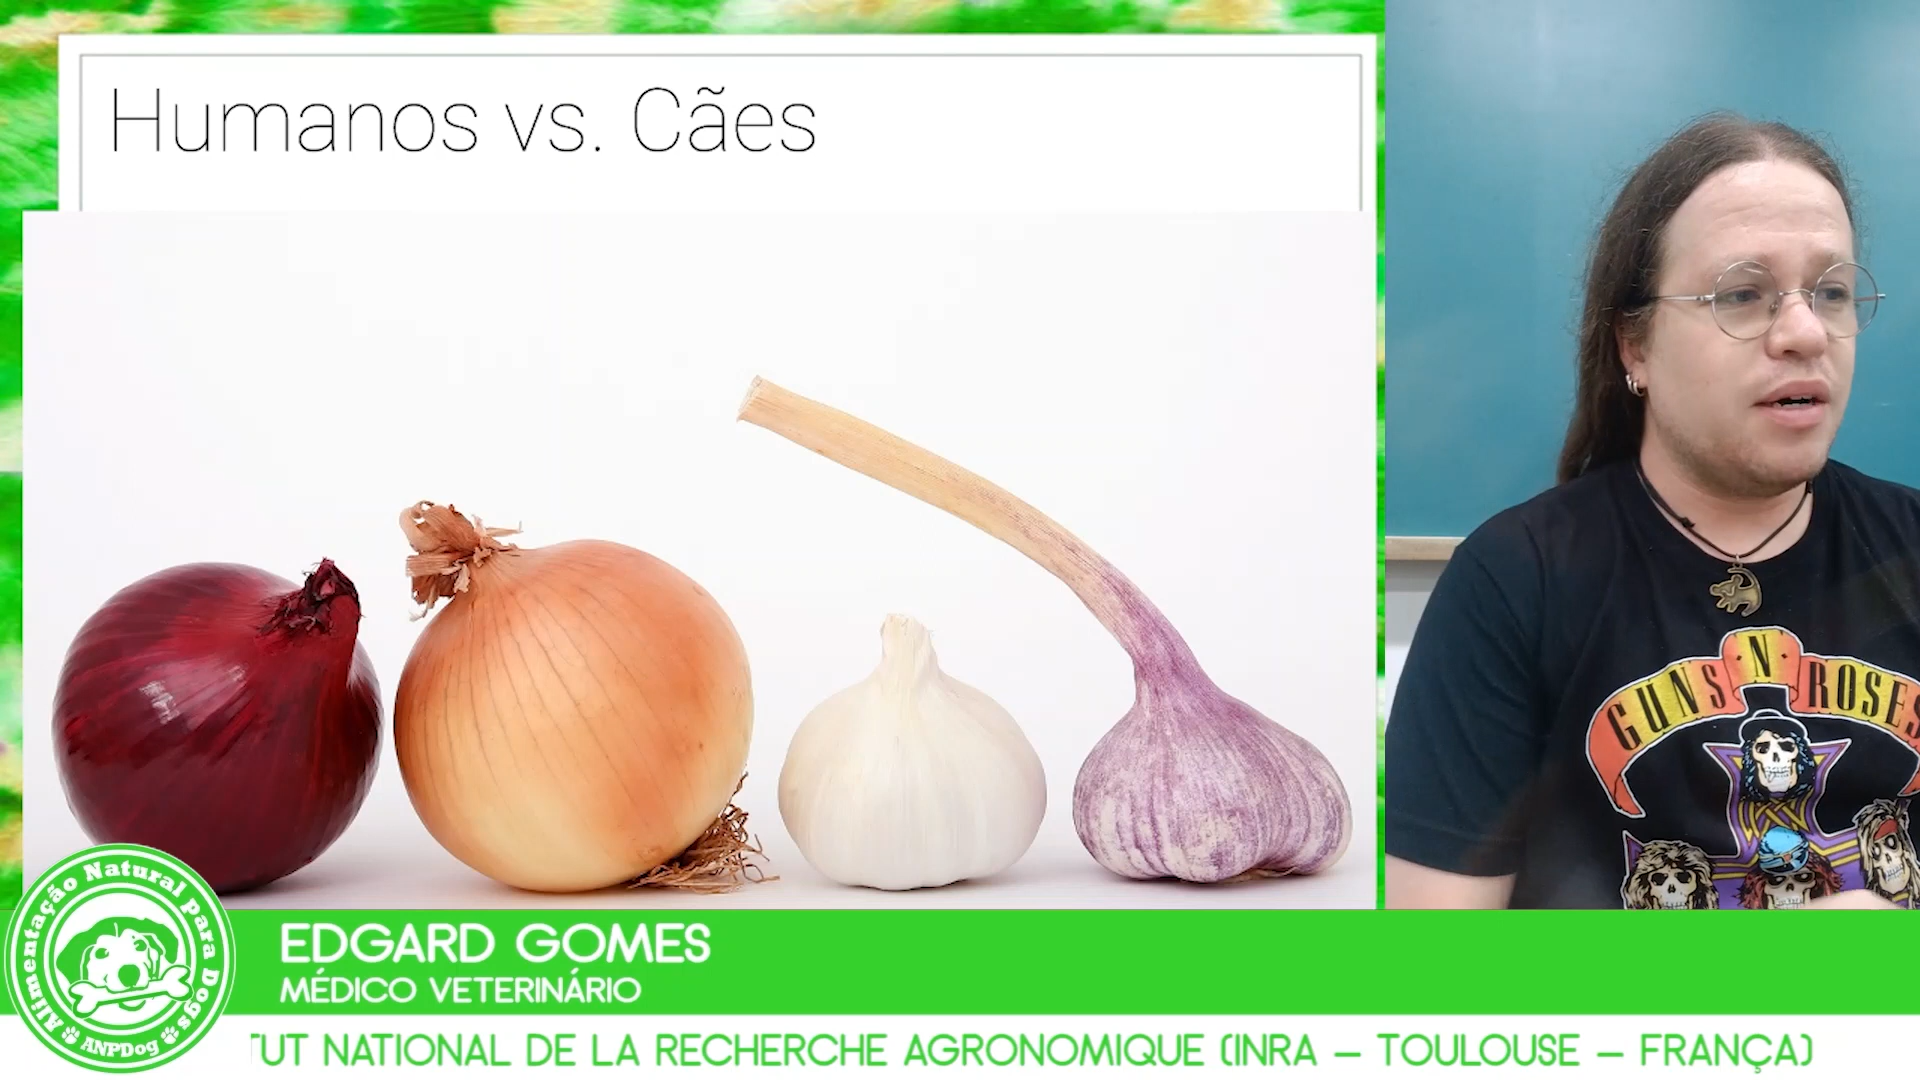 Humanos vs. Cães
GUNS N' ROSES
Alimentação Natural para Dogs
ANPDog
EDGARD GOMES
MÉDICO VETERINÁRIO
TUT NATIONAL DE LA RECHERCHE AGRONOMIQUE (INRA – TOULOUSE – FRANÇA)